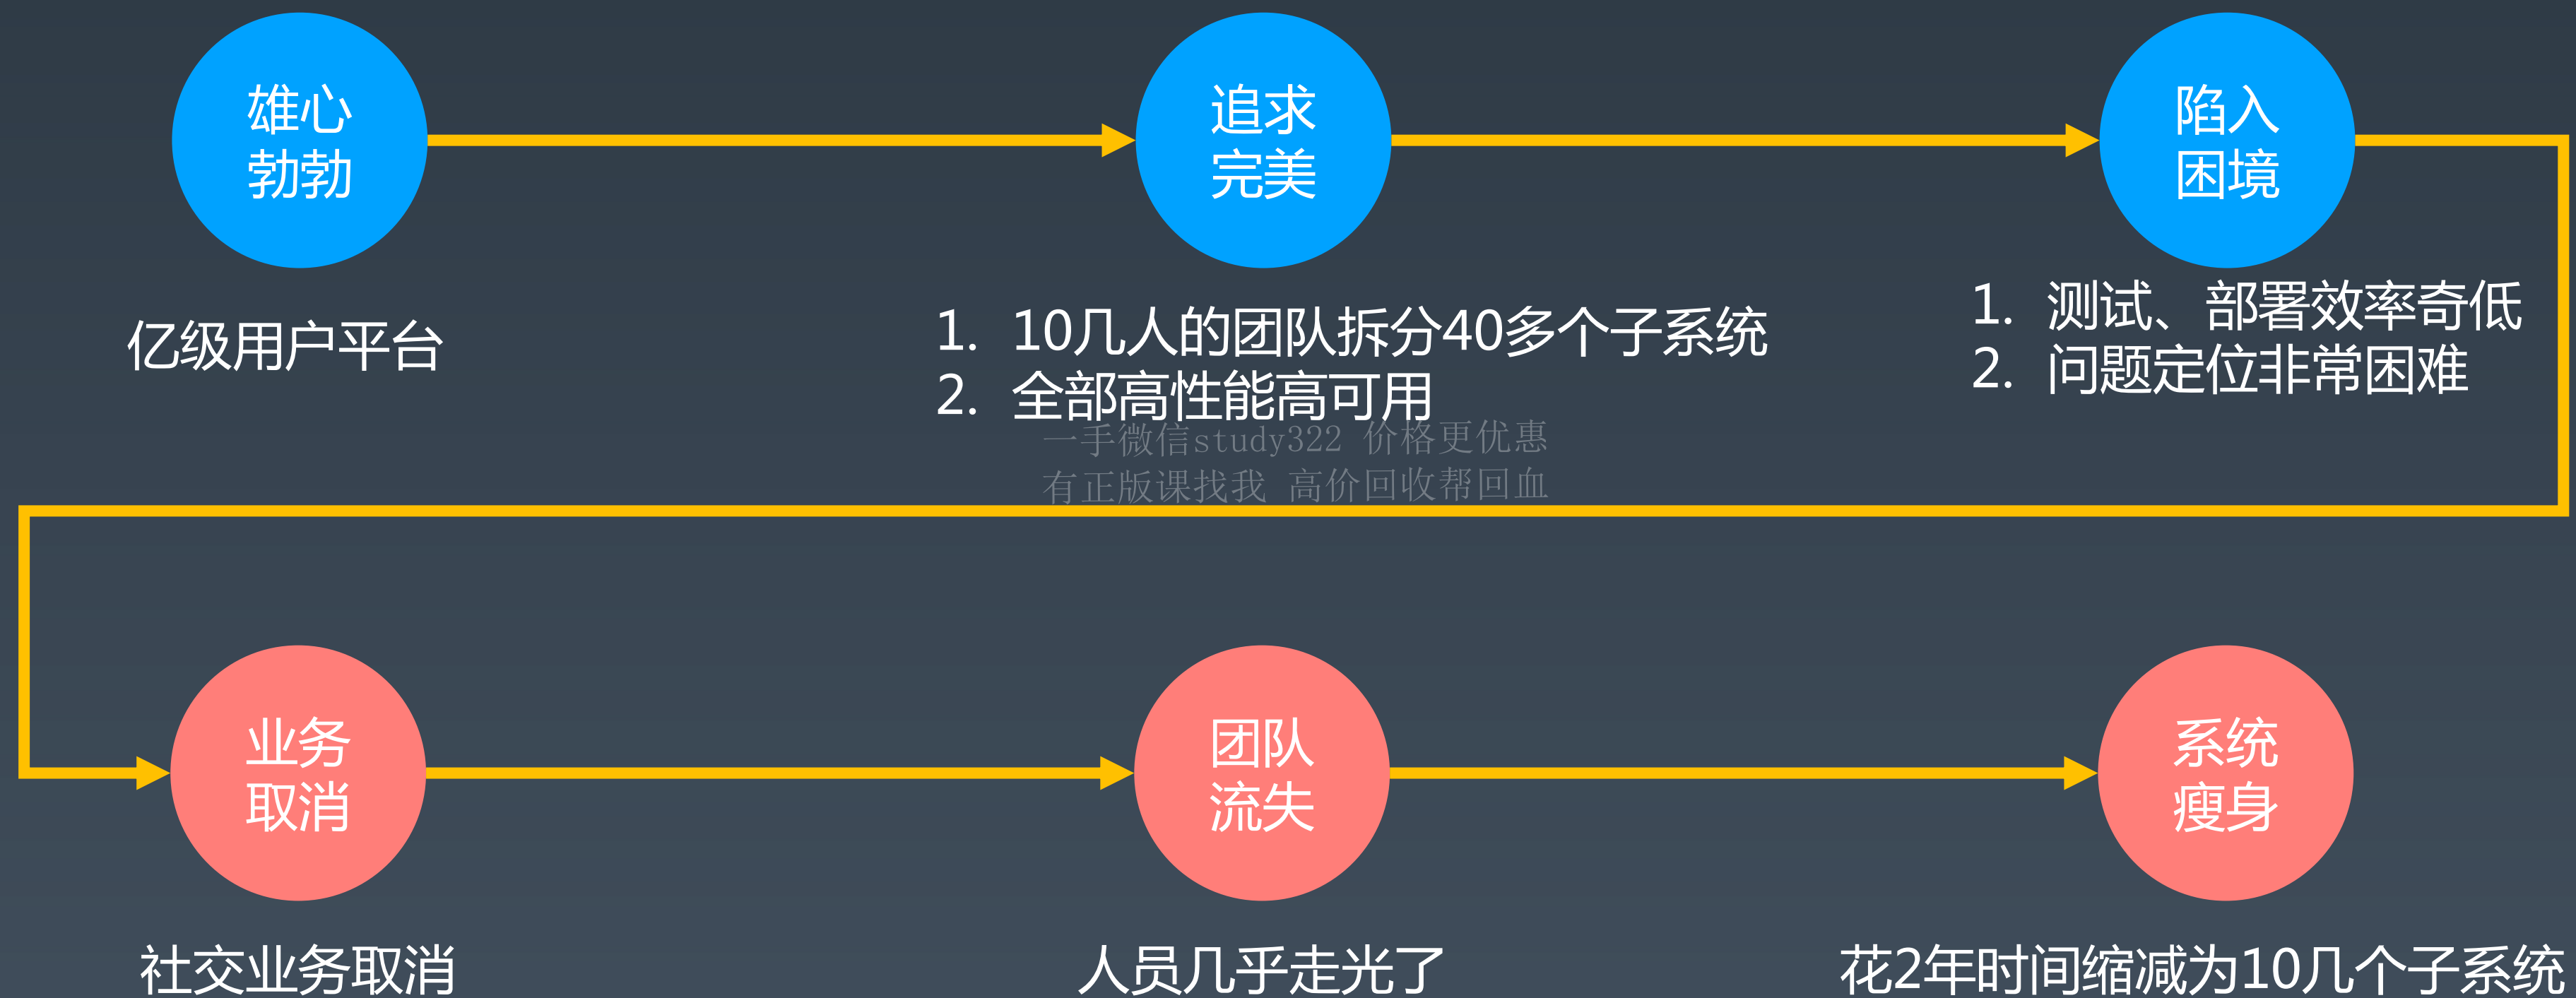 雄心
勃勃
追求
完美
陷入
困境
亿级用户平台
1. 10几人的团队拆分40多个子系统
2. 全部高性能高可用
1. 测试、部署效率奇低
2. 问题定位非常困难
一手微信study322 价格更优惠
有正版课找我 高价回收帮回血
业务
取消
团队
流失
系统
瘦身
社交业务取消
人员几乎走光了
花2年时间缩减为10几个子系统